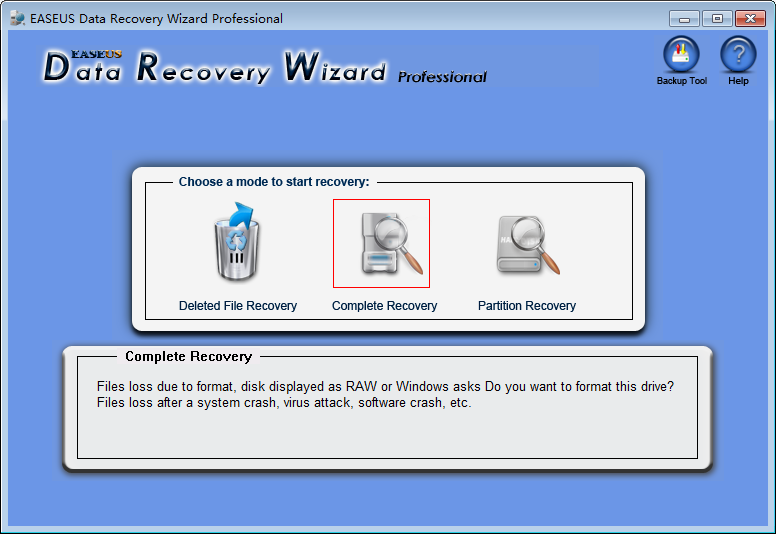 EASEUS Data Recovery Wizard Professional
EASEUS
Data Recovery Wizard Professional
Backup Tool
Help
Choose a mode to start recovery:
Deleted File Recovery
Complete Recovery
Partition Recovery
Complete Recovery
Files loss due to format, disk displayed as RAW or Windows asks Do you want to format this drive?
Files loss after a system crash, virus attack, software crash, etc.